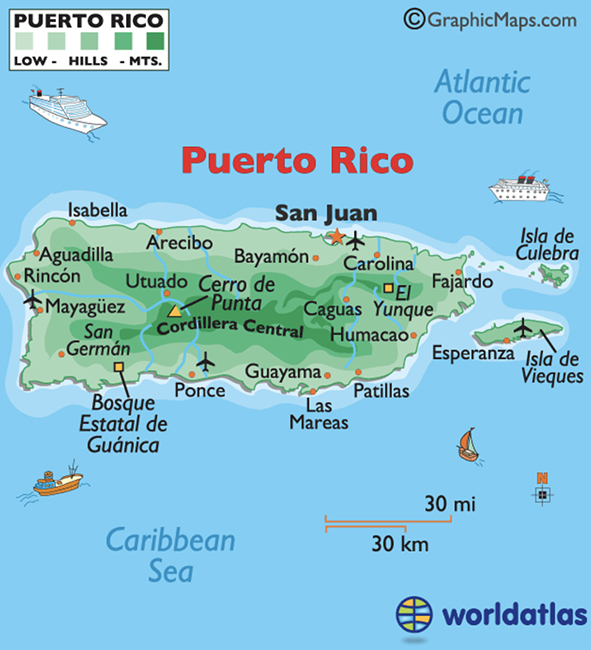 PUERTO RICO
LOW - HILLS - MTS.
©GraphicMaps.com
Atlantic
Ocean
Puerto Rico
San Juan
Isabella
Arecibo
Bayamón
Carolina
Isla de
Culebra
Aguadilla
Rincón
Utuado
Cerro de
Punta
El
Yunque
Fajardo
Mayagüez
Cordillera Central
Caguas
Humacao
San
Germán
Esperanza
Isla de
Vieques
Guayama
Ponce
Patillas
Bosque
Estatal de
Guánica
Las
Mareas
N
30 mi
30 km
Caribbean
Sea
worldatlas